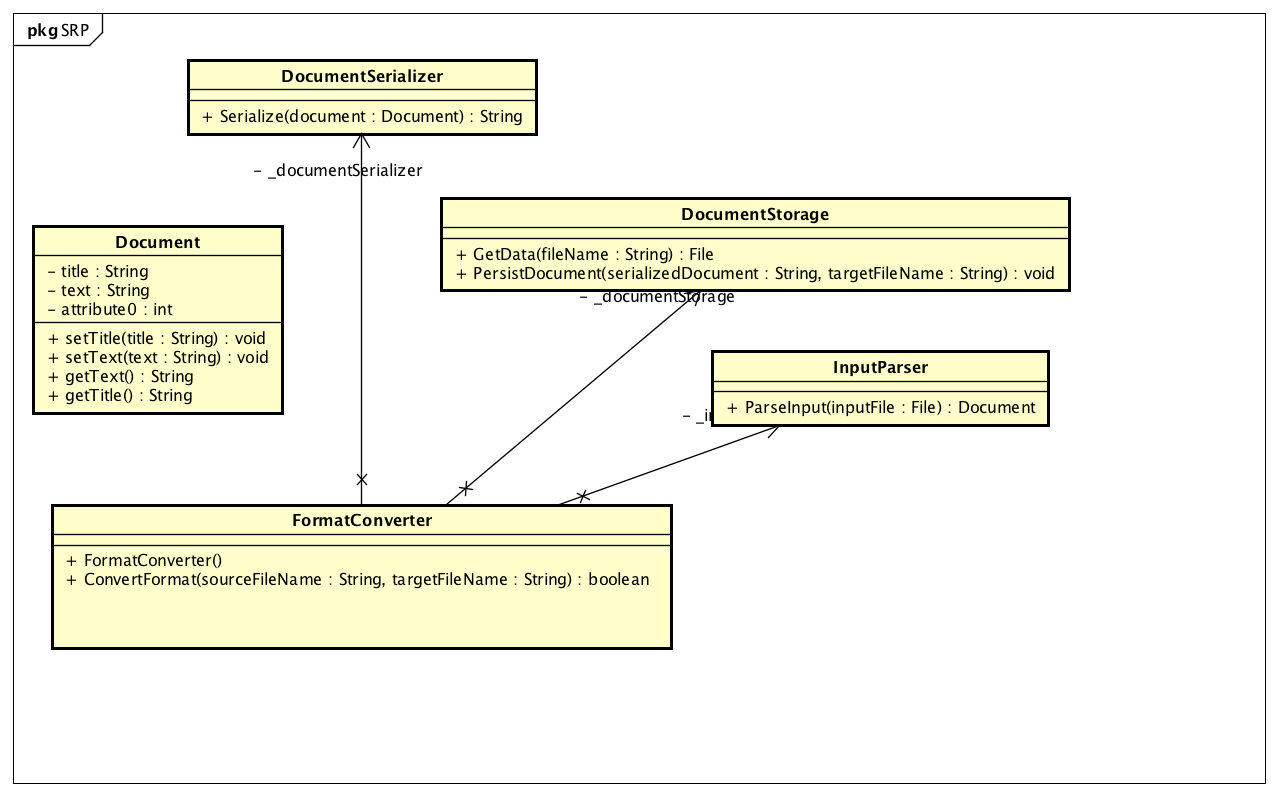 pkg SRP
DocumentSerializer
+ Serialize(document : Document) : String
– _documentSerializer
DocumentStorage
+ GetData(fileName : String) : File
+ PersistDocument(serializedDocument : String, targetFileName : String) : void
– _documentStorage
Document
– title : String
– text : String
– attribute0 : int
+ setTitle(title : String) : void
+ setText(text : String) : void
+ getText() : String
+ getTitle() : String
InputParser
+ ParseInput(inputFile : File) : Document
FormatConverter
+ FormatConverter()
+ ConvertFormat(sourceFileName : String, targetFileName : String) : boolean